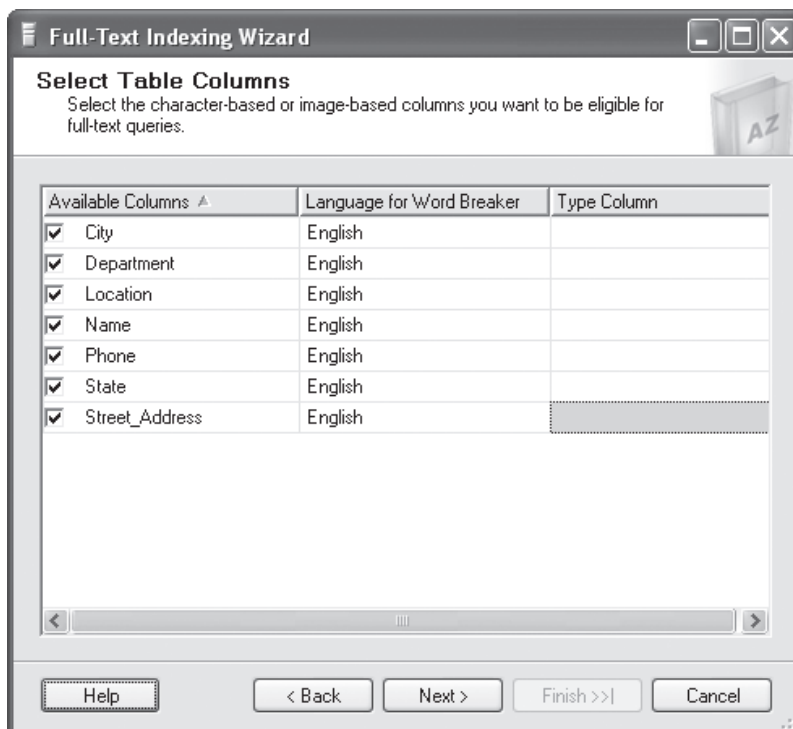 Full-Text Indexing Wizard
Select Table Columns
Select the character-based or image-based columns you want to be eligible for
full-text queries.
AZ
Available Columns Language for Word Breaker Type Column
City English
Department English
Location English
Name English
Phone English
State English
Street_Address English
Help < Back Next > Finish >>| Cancel